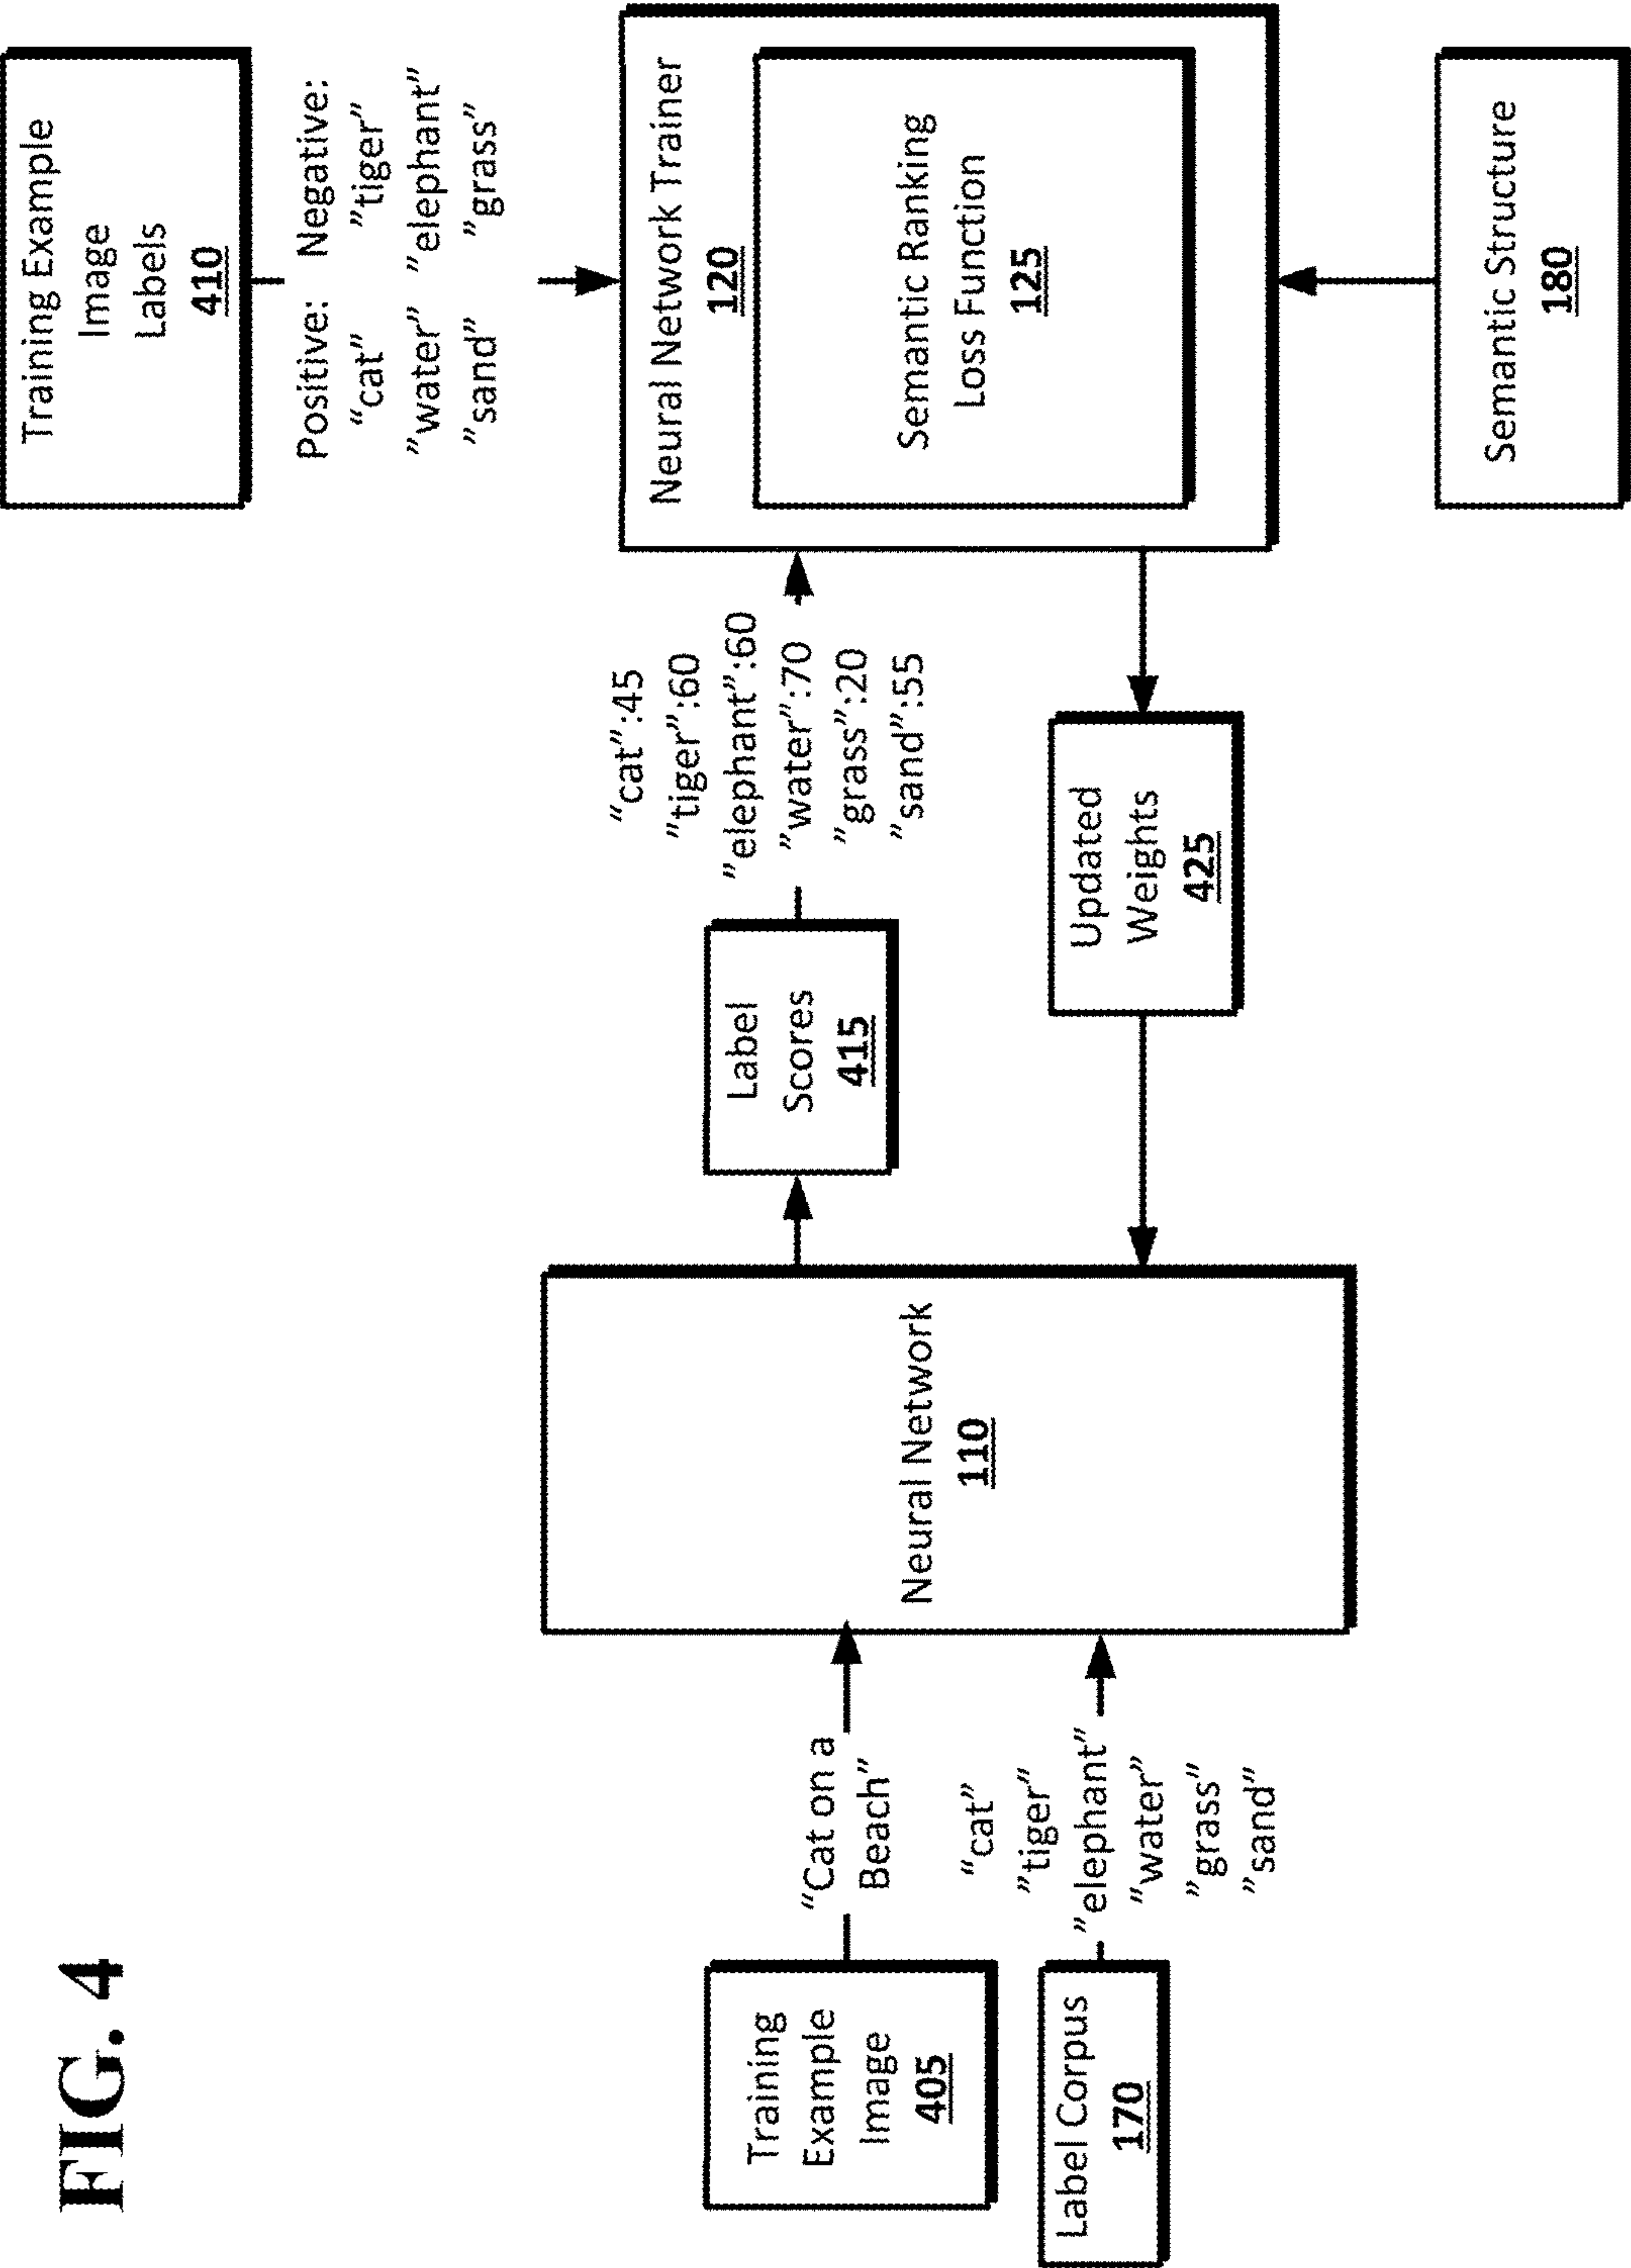 FIG. 4
Training
Example
Image
405
“Cat on a
Beach”
Label Corpus
170
“cat”
”tiger”
”elephant”
”water”
”grass”
”sand”
Neural Network
110
Label
Scores
415
“cat”:45
”tiger”:60
”elephant”:60
”water”:70
”grass”:20
”sand”:55
Updated
Weights
425
Training Example
Image
Labels
410
Positive: Negative:
“cat” ”tiger”
”water” ”elephant”
”sand” ”grass”
Neural Network Trainer
120
Semantic Ranking
Loss Function
125
Semantic Structure
180